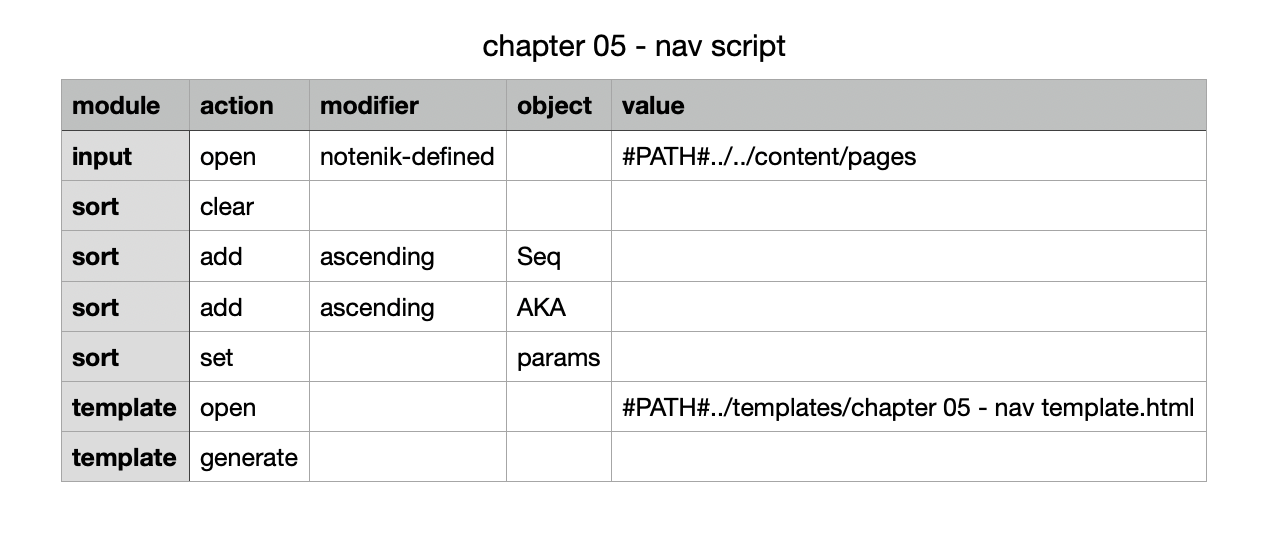 chapter 05 - nav script
module action modifier object value
input open notenik-defined #PATH#../../content/pages
sort clear
sort add ascending Seq
sort add ascending AKA
sort set params
template open #PATH#../templates/chapter 05 - nav template.html
template generate